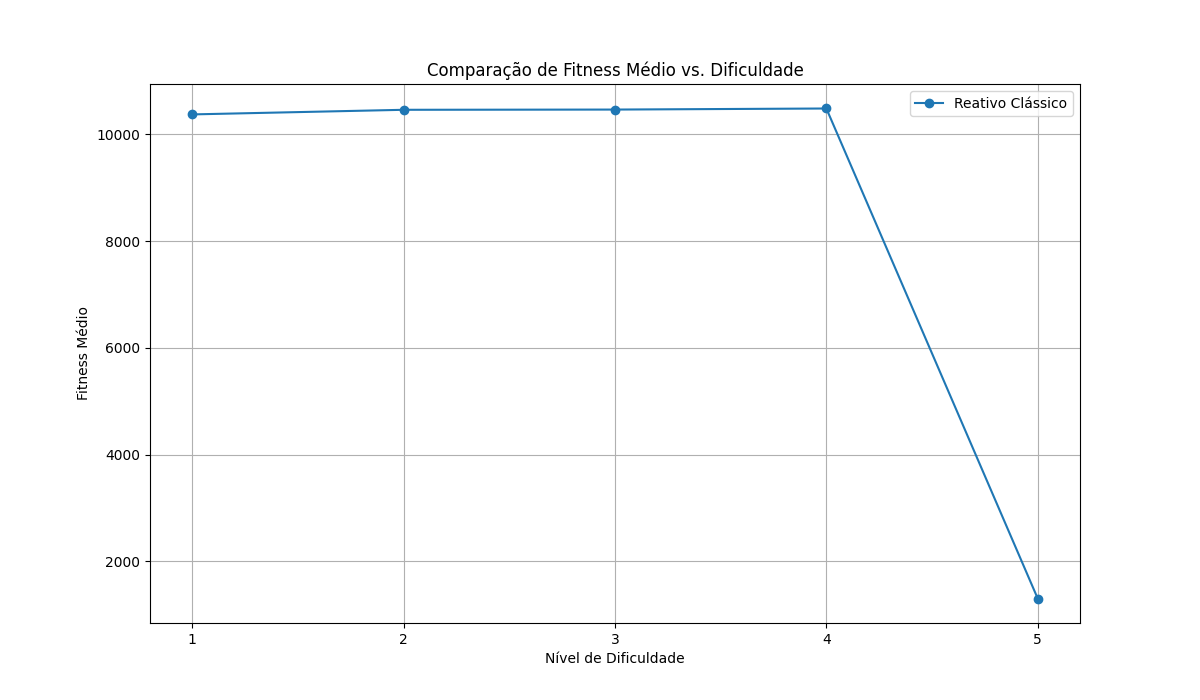 Comparação de Fitness Médio vs. Dificuldade
Reativo Clássico
10000
8000
6000
4000
2000
Fitness Médio
1 2 3 4 5
Nível de Dificuldade